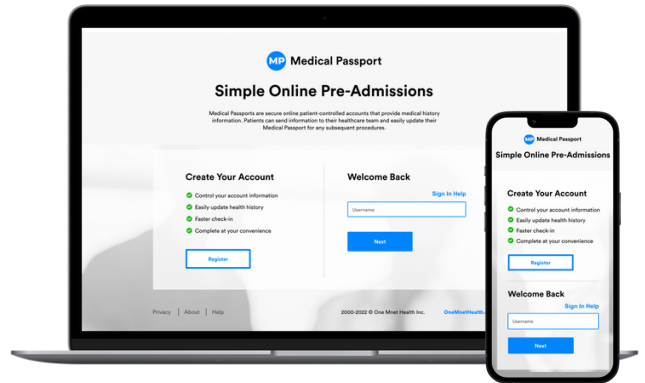 MP Medical Passport
Simple Online Pre-Admissions
Medical Passports are secure online patient-controlled accounts that provide medical history
information. Patients can send information to their healthcare team and easily update their
Medical Passport for any subsequent procedures.
Create Your Account
Control your account information
Easily update health history
Faster check-in
Complete at your convenience
Register
Welcome Back
Sign In Help
Username
Next
Privacy | About | Help
2000-2022 © One Mnet Health Inc.
OneMnetHealth.
MP Medical Passport
Simple Online Pre-Admissions
Create Your Account
Control your account information
Easily update health history
Faster check-in
Complete at your convenience
Register
Welcome Back
Sign In Help
Username
Next